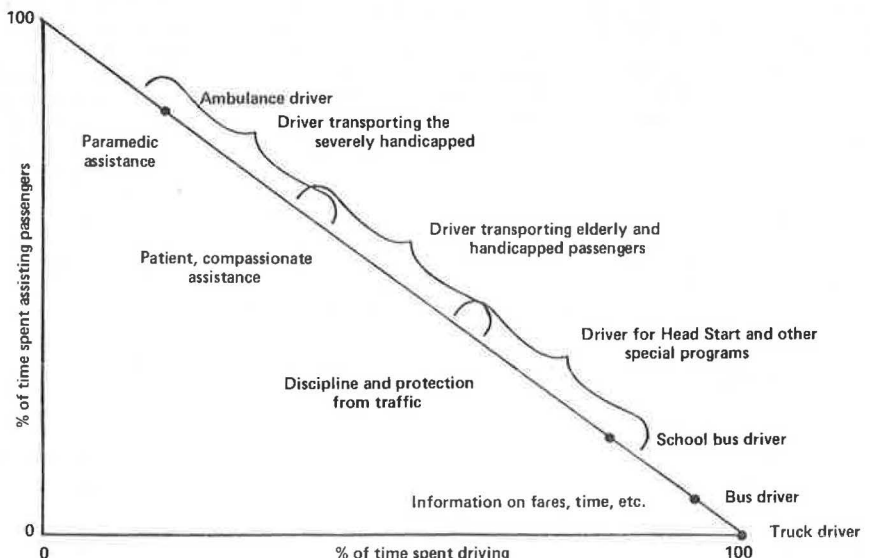 100
Ambulance driver
Driver transporting the
severely handicapped
Paramedic
assistance
Driver transporting elderly and
handicapped passengers
Patient, compassionate
assistance
% of time spent assisting passengers
Driver for Head Start and other
special programs
Discipline and protection
from traffic
School bus driver
Information on fares, time, etc.
Bus driver
0
Truck driver
0
% of time spent driving
100